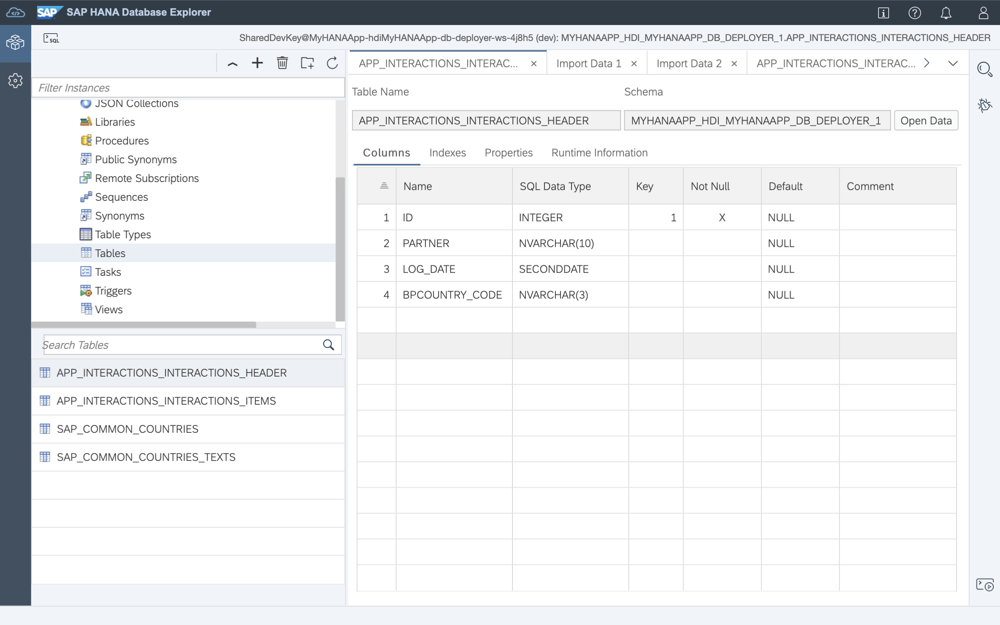 SAP SAP HANA Database Explorer
SQL
SharedDevKey@MyHANAApp-hdiMyHANAApp-db-deployer-ws-4j8h5 (dev): MYHANAAPP_HDI_MYHANAAPP_DB_DEPLOYER_1.APP_INTERACTIONS_INTERACTIONS_HEADER
Filter Instances
JSON Collections
Libraries
Procedures
Public Synonyms
Remote Subscriptions
Sequences
Synonyms
Table Types
Tables
Tasks
Triggers
Views
Search Tables
APP_INTERACTIONS_INTERACTIONS_HEADER
APP_INTERACTIONS_INTERACTIONS_ITEMS
SAP_COMMON_COUNTRIES
SAP_COMMON_COUNTRIES_TEXTS
APP_INTERACTIONS_INTERAC... Import Data 1 Import Data 2 APP_INTERACTIONS_INTERAC...
Table Name Schema
APP_INTERACTIONS_INTERACTIONS_HEADER MYHANAAPP_HDI_MYHANAAPP_DB_DEPLOYER_1 Open Data
Columns Indexes Properties Runtime Information
Name SQL Data Type Key Not Null Default Comment
1 ID INTEGER 1 X NULL
2 PARTNER NVARCHAR(10) NULL
3 LOG_DATE SECONDDATE NULL
4 BPCOUNTRY_CODE NVARCHAR(3) NULL